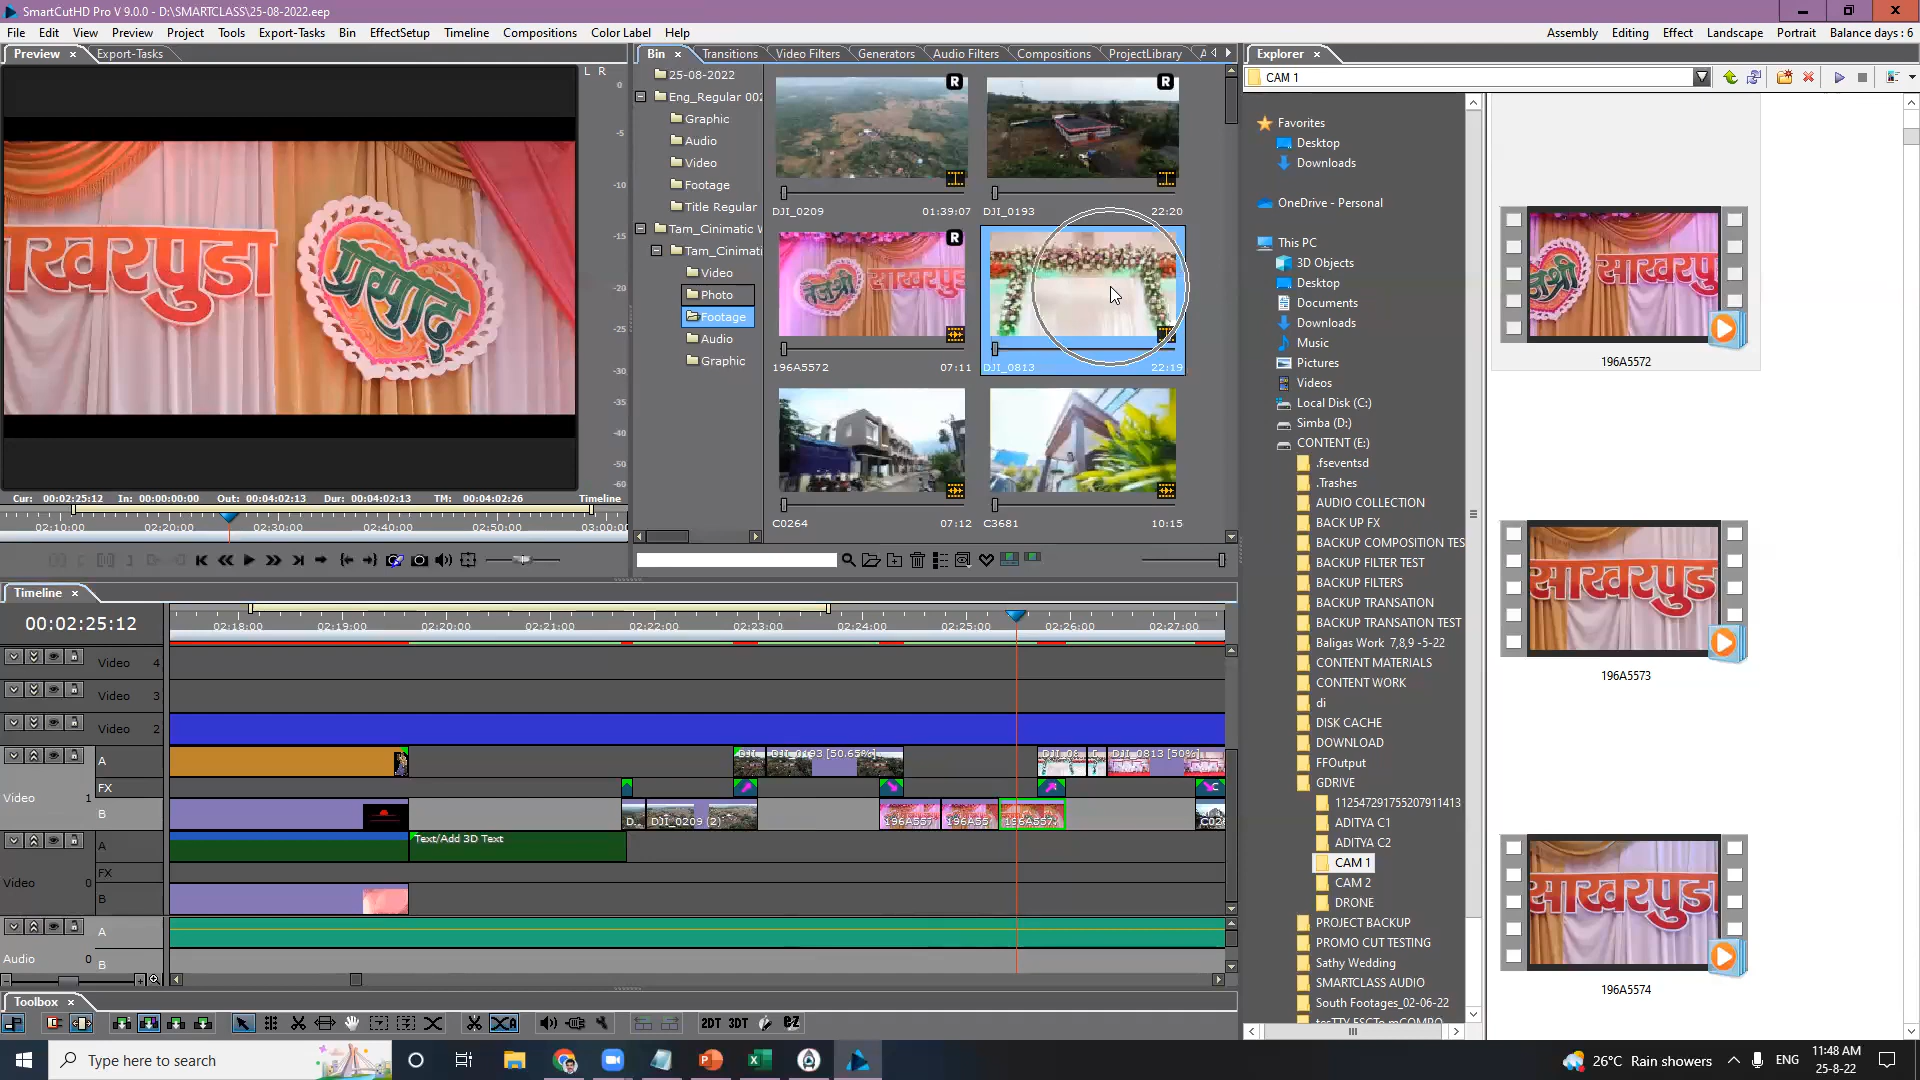 SmartCutHD Pro V 9.0.0 - D:\SMARTCLASS\25-08-2022.eep
File Edit View Preview Project Tools Export-Tasks Bin EffectSetup Timeline Compositions Color Label Help
Assembly Editing Effect Landscape Portrait Balance days : 6
Preview × Export-Tasks
L R
0
-5
-10
-15
-20
-25
-30
-35
-40
-50
-60
प्रसाद
Cur: 00:02:25:12 In: 00:00:00:00 Out: 00:04:02:13 Dur: 00:04:02:13 TM: 00:04:02:26 Timeline
02:10:00 02:20:00 02:30:00 02:40:00 02:50:00 03:00:00
Bin × Transitions Video Filters Generators Audio Filters Compositions ProjectLibrary
25-08-2022
Eng_Regular 002
Graphic
Audio
Video
Footage
Title Regular
Tam_Cinimatic
Tam_Cinimati
Video
Photo
Footage
Audio
Graphic
R
R
DJI_0209 01:39:07 DJI_0193 22:20
R
तेजश्री
196A5572 07:11 DJI_0813 22:19
C0264 07:12 C3681 10:15
Explorer ×
CAM 1
Favorites
Desktop
Downloads
OneDrive - Personal
This PC
3D Objects
Desktop
Documents
Downloads
Music
Pictures
Videos
Local Disk (C:)
Simba (D:)
CONTENT (E:)
.fseventsd
.Trashes
AUDIO COLLECTION
BACK UP FX
BACKUP COMPOSITION TES
BACKUP FILTER TEST
BACKUP FILTERS
BACKUP TRANSATION
BACKUP TRANSATION TEST
Baligas Work 7,8,9 -5-22
CONTENT MATERIALS
CONTENT WORK
di
DISK CACHE
DOWNLOAD
FFOutput
GDRIVE
112547291755207911413
ADITYA C1
ADITYA C2
CAM 1
CAM 2
DRONE
PROJECT BACKUP
PROMO CUT TESTING
Sathy Wedding
SMARTCLASS AUDIO
South Footages_02-06-22
196A5572
196A5573
196A5574
Timeline ×
00:02:25:12
02:18:00 02:19:00 02:20:00 02:21:00 02:22:00 02:23:00 02:24:00 02:25:00 02:26:00 02:27:00
Video 4
Video 3
Video 2
A
DJI_0193 [50.65%]
DJI_0813 [50%]
FX
Video 1
B
DJI_0209 (2)
196A557
196A55
196A557
A
Text/Add 3D Text
FX
Video 0
B
A
Audio 0
B
Toolbox ×
2DT 3DT
Type here to search
26°C Rain showers
ENG
11:48 AM
25-8-22